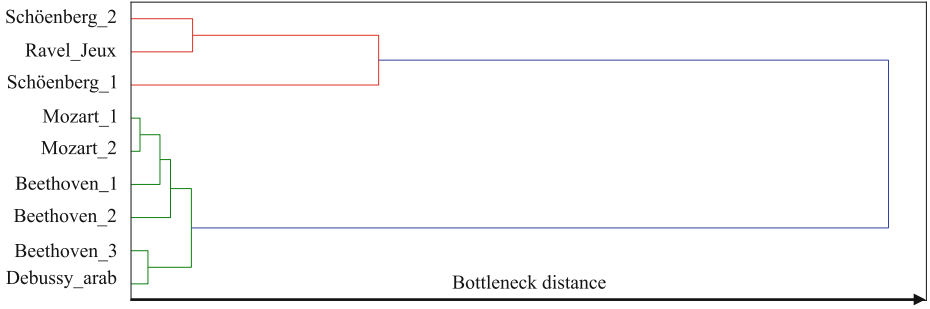 Schöenberg_2
Ravel_Jeux
Schöenberg_1
Mozart_1
Mozart_2
Beethoven_1
Beethoven_2
Beethoven_3
Debussy_arab
Bottleneck distance